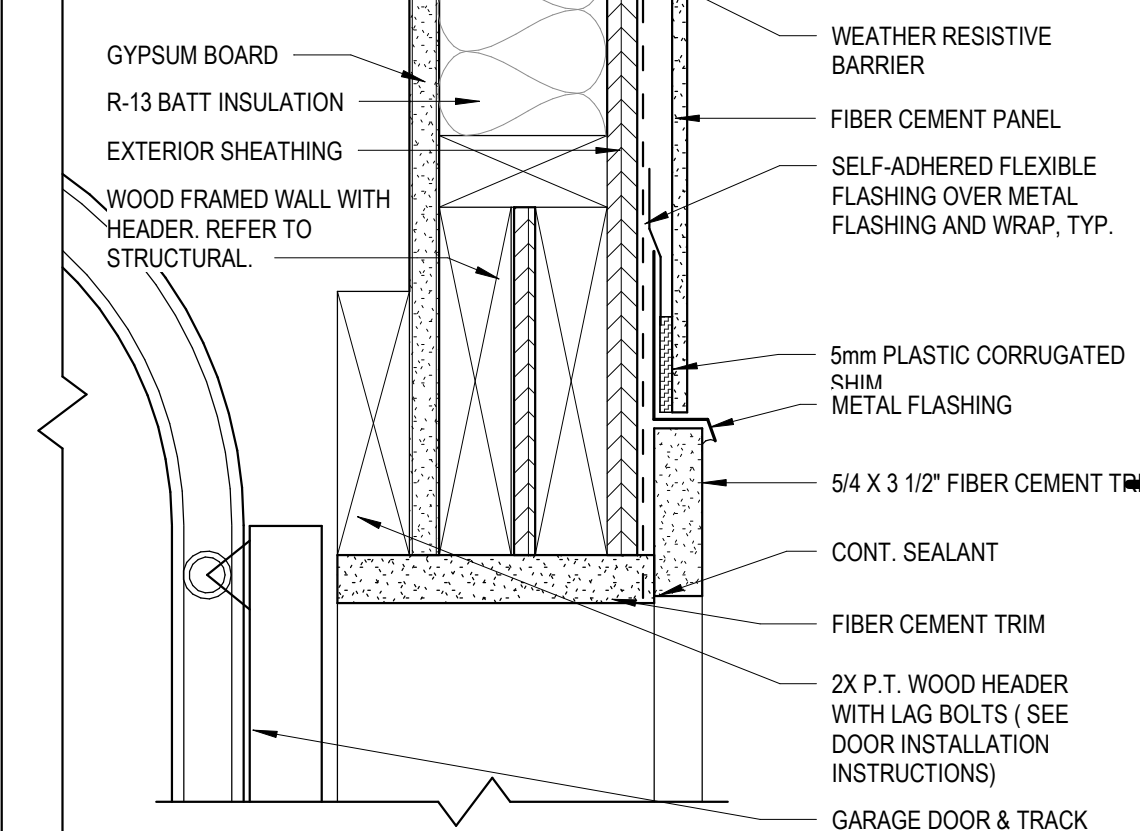 GYPSUM BOARD
R-13 BATT INSULATION
EXTERIOR SHEATHING
WOOD FRAMED WALL WITH
HEADER. REFER TO
STRUCTURAL.
WEATHER RESISTIVE
BARRIER
FIBER CEMENT PANEL
SELF-ADHERED FLEXIBLE
FLASHING OVER METAL
FLASHING AND WRAP, TYP.
5mm PLASTIC CORRUGATED
SHIM
METAL FLASHING
5/4 X 3 1/2" FIBER CEMENT
CONT. SEALANT
FIBER CEMENT TRIM
2X P.T. WOOD HEADER
WITH LAG BOLTS ( SEE
DOOR INSTALLATION
INSTRUCTIONS)
GARAGE DOOR & TRACK